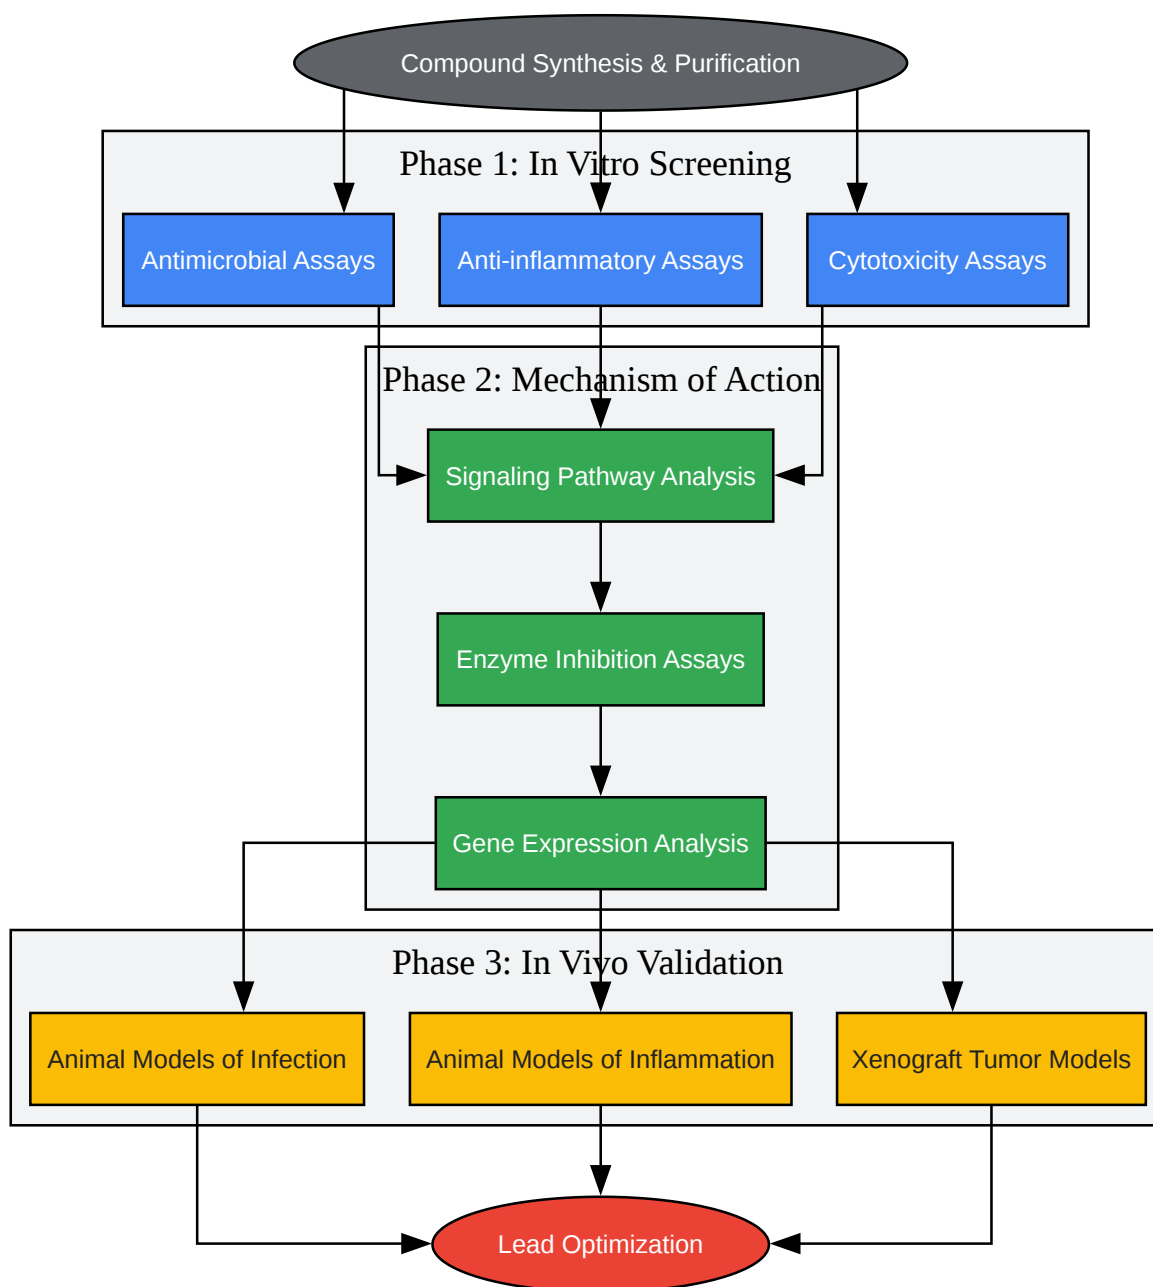 Compound Synthesis & Purification
Phase 1: In Vitro Screening
Antimicrobial Assays
Anti-inflammatory Assays
Cytotoxicity Assays
Phase 2: Mechanism of Action
Signaling Pathway Analysis
Enzyme Inhibition Assays
Gene Expression Analysis
Phase 3: In Vivo Validation
Animal Models of Infection
Animal Models of Inflammation
Xenograft Tumor Models
Lead Optimization